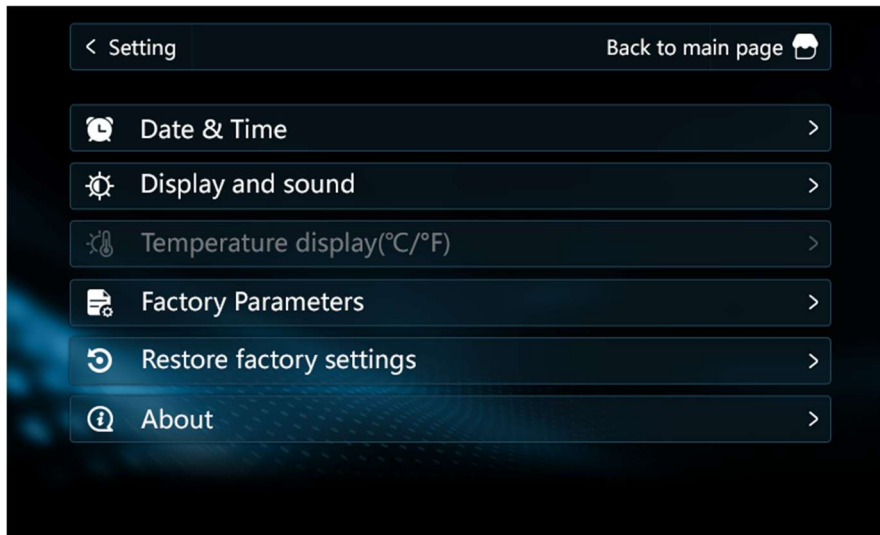 < Setting
Back to main page
Date & Time >
Display and sound >
Temperature display(℃/℉) >
Factory Parameters >
Restore factory settings >
About >